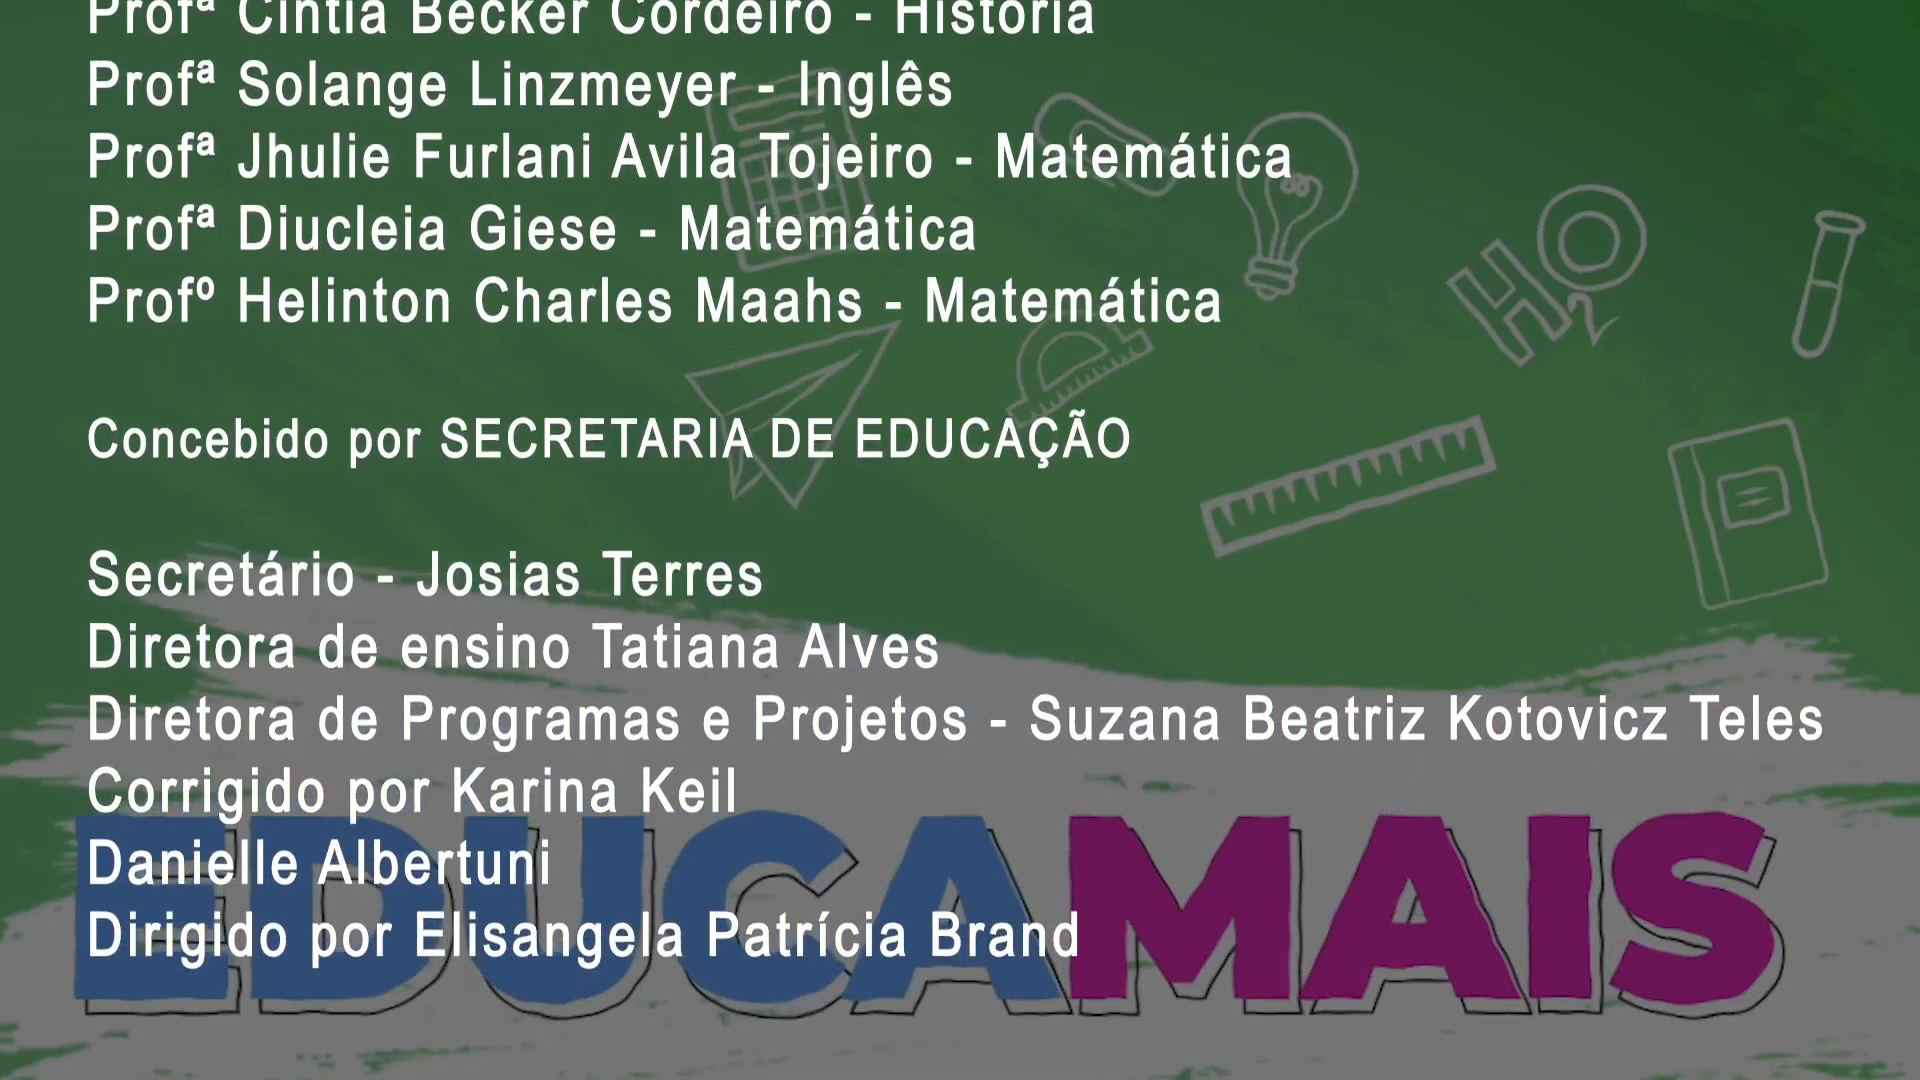 Profª Cintia Becker Cordeiro - História
Profª Solange Linzmeyer - Inglês
Profª Jhulie Furlani Avila Tojeiro - Matemática
Profª Diucleia Giese - Matemática
Profº Helinton Charles Maahs - Matemática
H2O
Concebido por SECRETARIA DE EDUCAÇÃO
Secretário - Josias Terres
Diretora de ensino Tatiana Alves
Diretora de Programas e Projetos - Suzana Beatriz Kotovicz Teles
Corrigido por Karina Keil
Danielle Albertuni
Dirigido por Elisangela Patrícia Brand
EDUCAMAIS